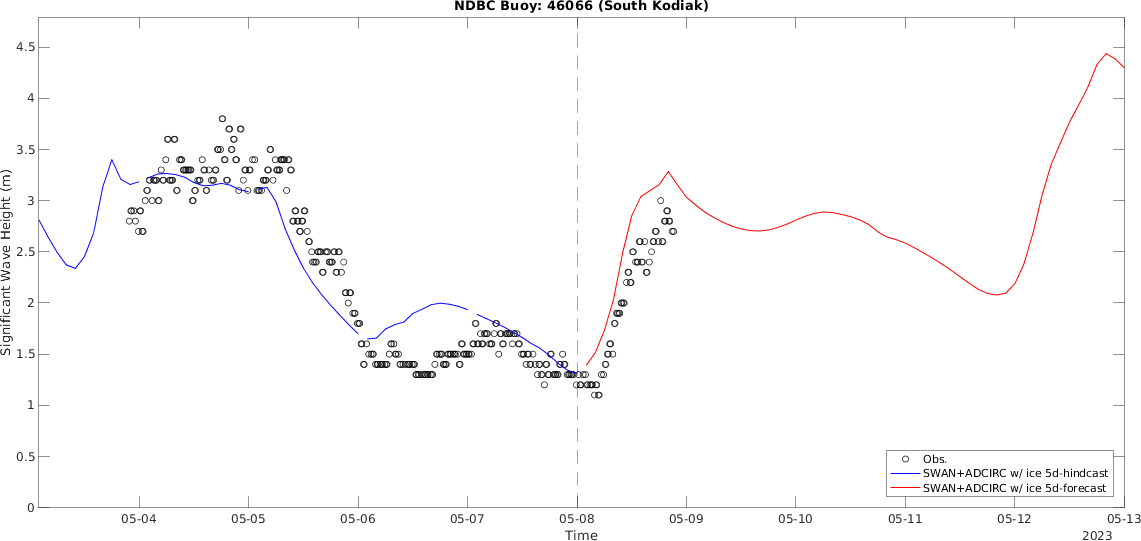 NDBC Buoy: 46066 (South Kodiak)
4.5
4
3.5
3
2.5
2
1.5
1
0.5
0
Significant Wave Height (m)
Obs.
SWAN+ADCIRC w/ ice 5d-hindcast
SWAN+ADCIRC w/ ice 5d-forecast
05-04 05-05 05-06 05-07 05-08 05-09 05-10 05-11 05-12 05-13
Time
2023